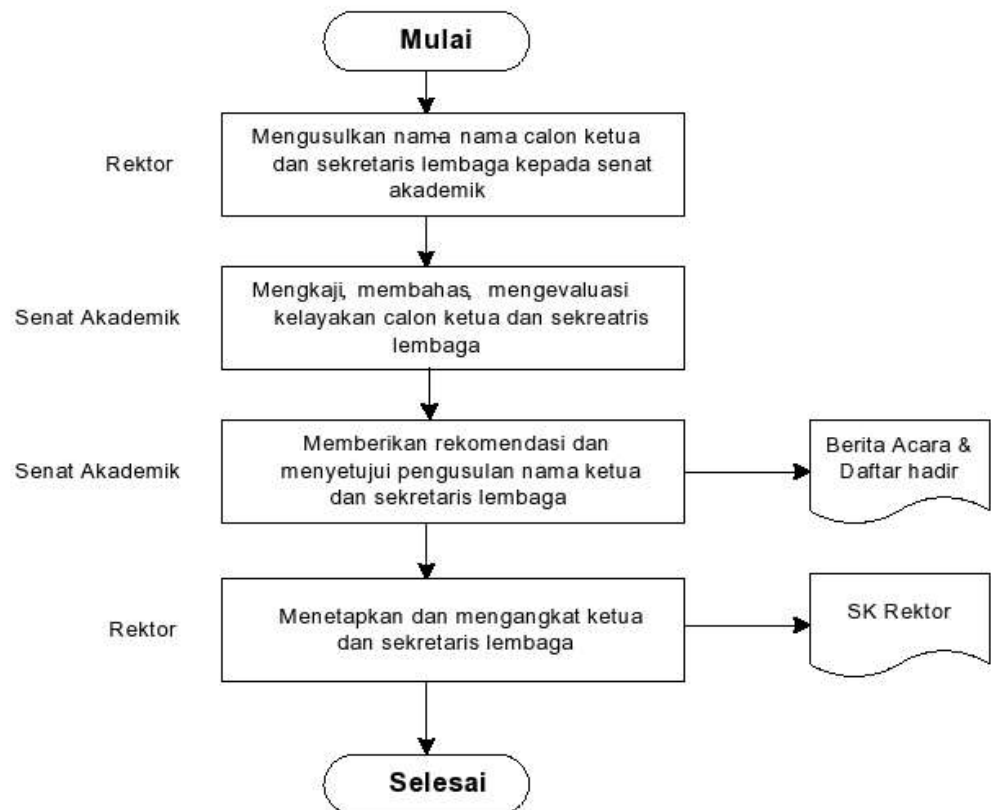 Mulai
Rektor
Mengusulkan nama-nama calon ketua
dan sekretaris lembaga kepada senat
akademik
Senat Akademik
Mengkaji, membahas, mengevaluasi
kelayakan calon ketua dan sekreatris
lembaga
Senat Akademik
Memberikan rekomendasi dan
menyetujui pengusulan nama ketua
dan sekretaris lembaga
Berita Acara &
Daftar hadir
Rektor
Menetapkan dan mengangkat ketua
dan sekretaris lembaga
SK Rektor
Selesai